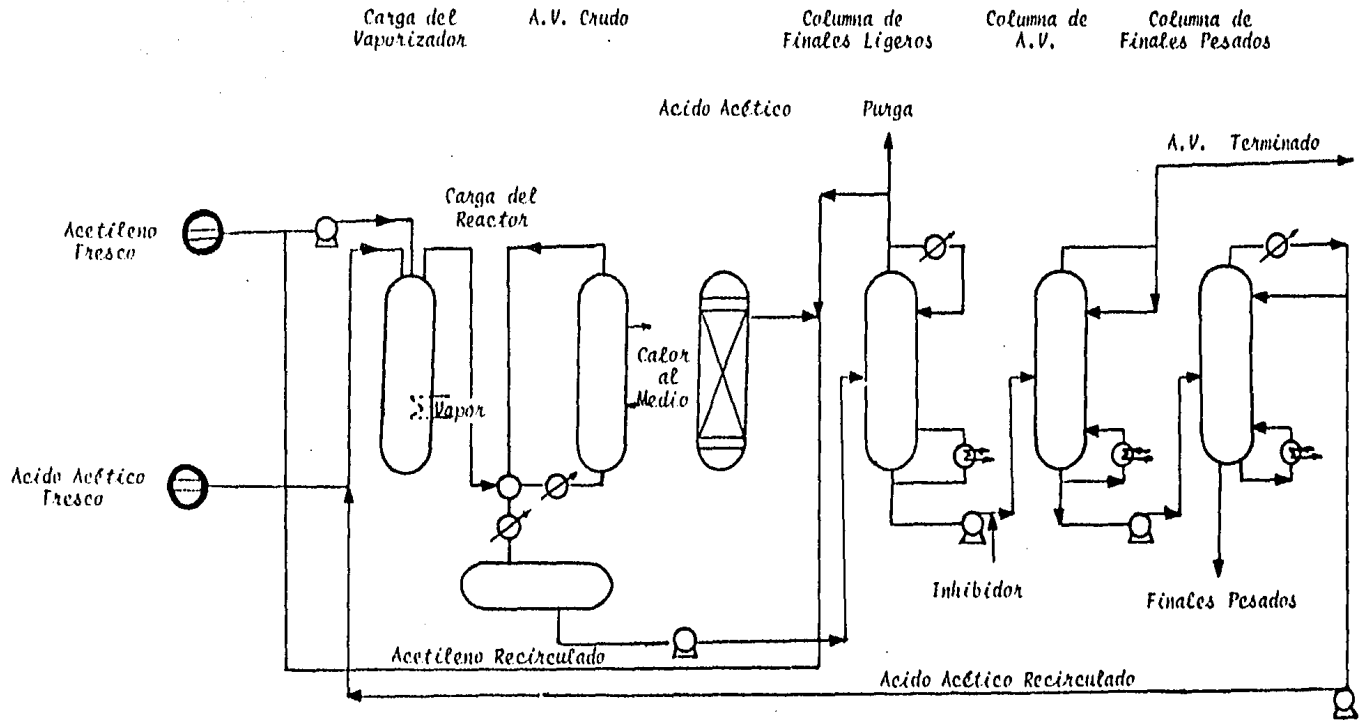 Carga del
Vaporizador
A.V. Crudo
Columna de
Finales Ligeros
Columna de
A.V.
Columna de
Finales Pesados
Acido Acético
Purga
A.V. Terminado
Carga del
Reactor
Acetileno
Fresco
Calor
al
Medio
Vapor
Acido Acético
Fresco
Inhibidor
Finales Pesados
Acetileno Recirculado
Acido Acético Recirculado